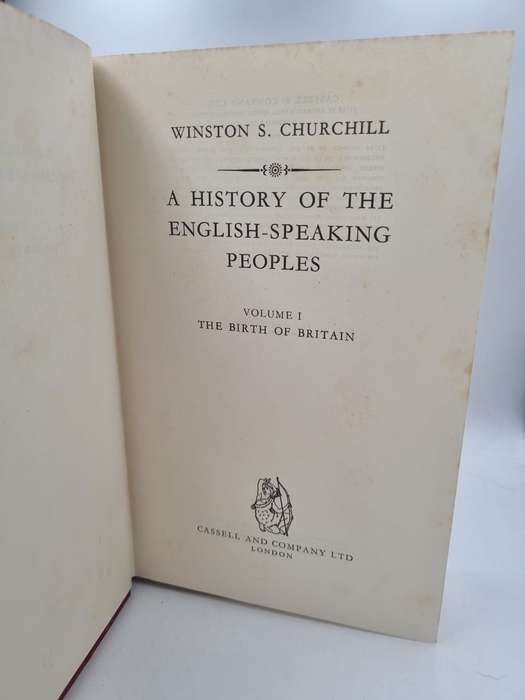 WINSTON S. CHURCHILL
A HISTORY OF THE
ENGLISH-SPEAKING
PEOPLES
VOLUME I
THE BIRTH OF BRITAIN
CASSELL AND COMPANY LTD
LONDON